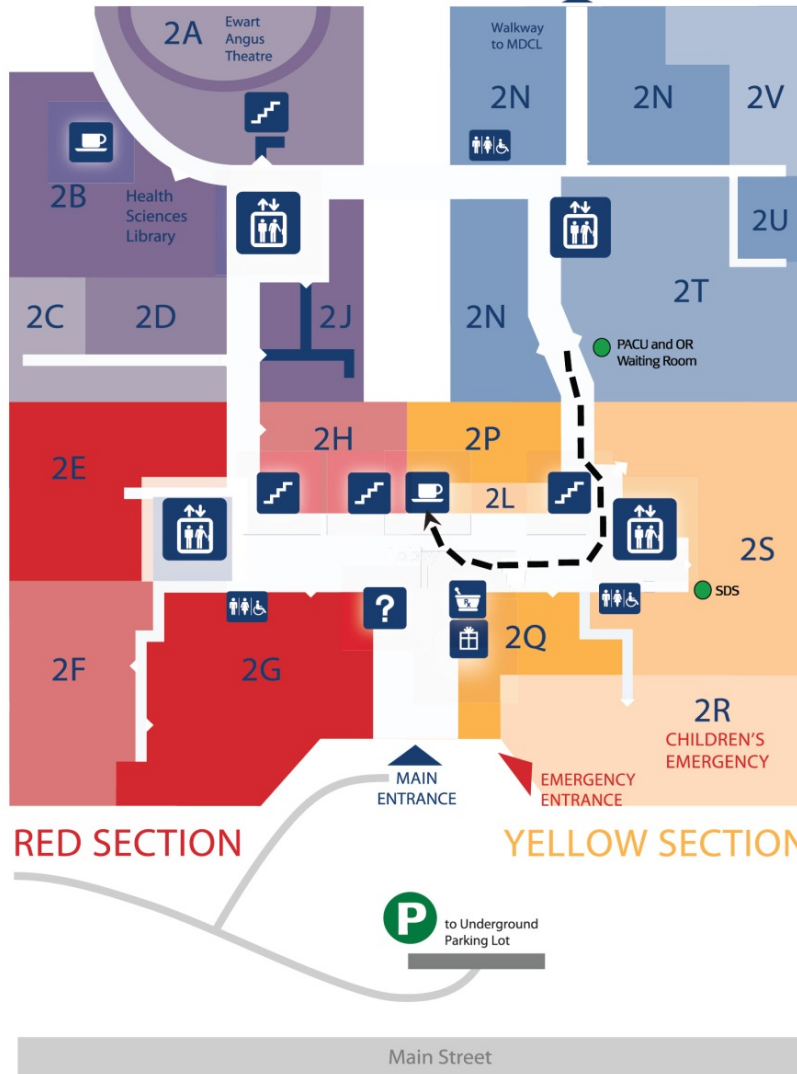 2A
Ewart
Angus
Theatre
Walkway
to MDCL
2N
2N
2V
2B
Health
Sciences
Library
2U
2C
2D
2J
2N
2T
PACU and OR
Waiting Room
2E
2H
2P
2L
2S
SDS
?
2F
2G
2Q
2R
CHILDREN'S
EMERGENCY
MAIN
ENTRANCE
EMERGENCY
ENTRANCE
RED SECTION
YELLOW SECTION
P
to Underground
Parking Lot
Main Street